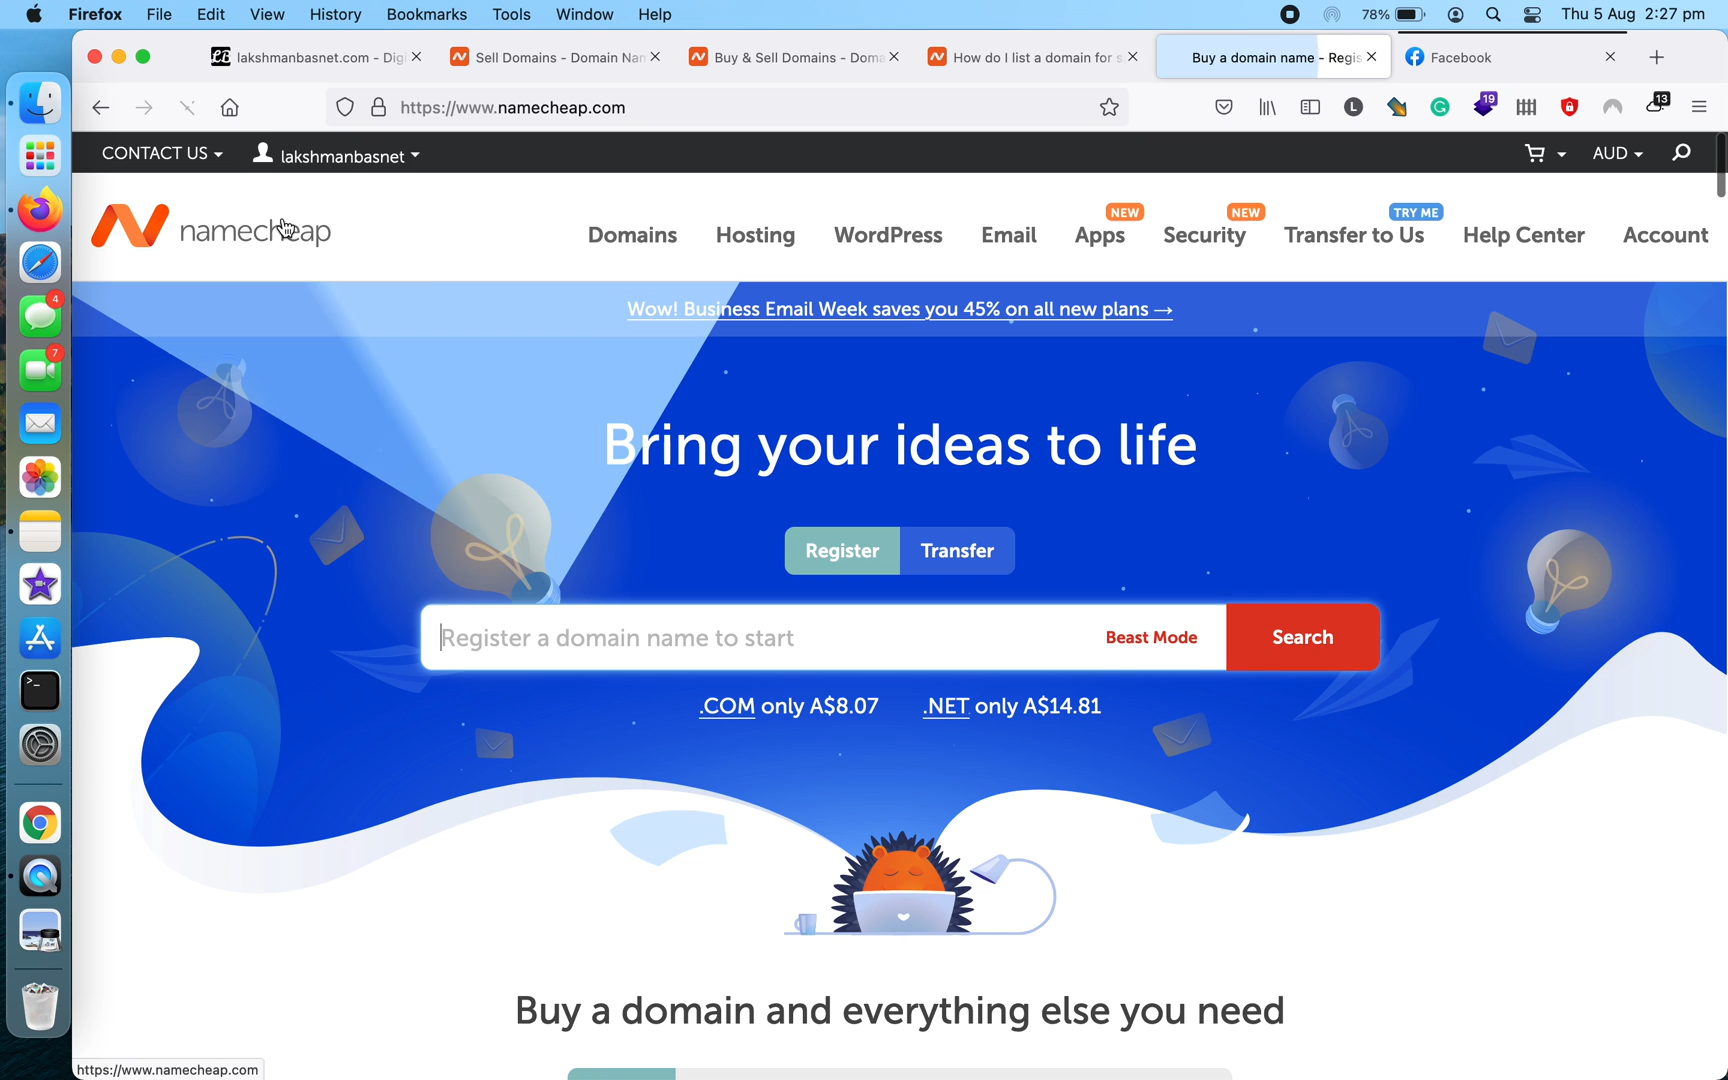 Firefox File Edit View History Bookmarks Tools Window Help 78% Thu 5 Aug 2:27 pm
LB lakshmanbasnet.com - Dig Sell Domains - Domain Nam Buy & Sell Domains - Doma How do I list a domain for s Buy a domain name - Regis Facebook
https://www.namecheap.com L 19 13
CONTACT US lakshmanbasnet AUD
NEW NEW TRY ME
namecheap Domains Hosting WordPress Email Apps Security Transfer to Us Help Center Account
Wow! Business Email Week saves you 45% on all new plans →
Bring your ideas to life
Register Transfer
Register a domain name to start Beast Mode Search
.COM only A$8.07 .NET only A$14.81
Buy a domain and everything else you need
4
7
https://www.namecheap.com